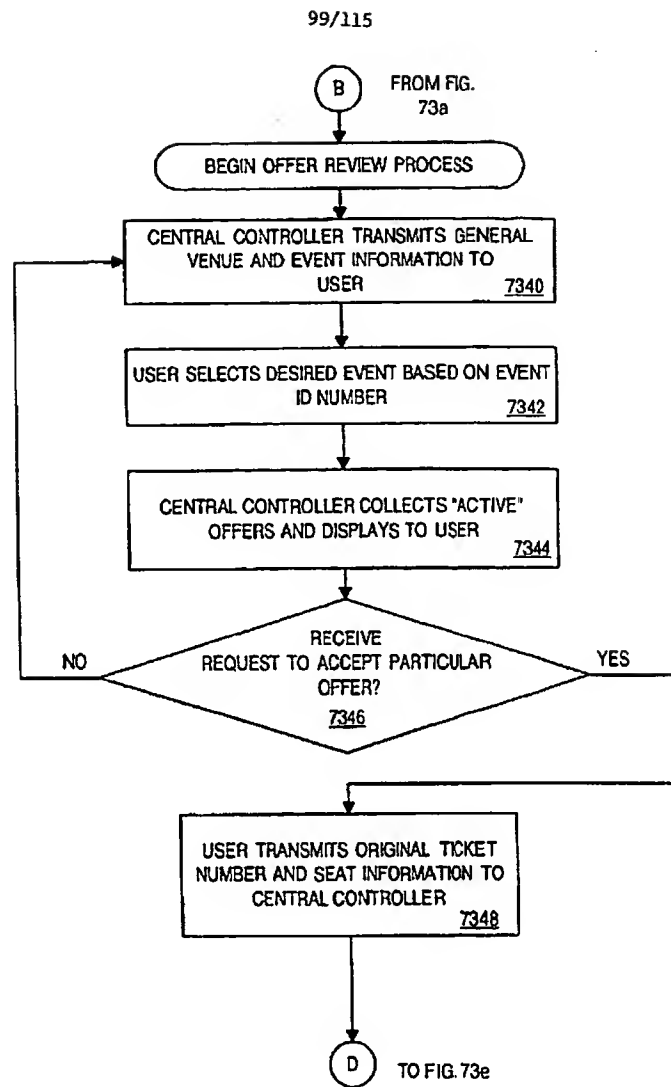 99/115
B
FROM FIG.
73a
BEGIN OFFER REVIEW PROCESS
CENTRAL CONTROLLER TRANSMITS GENERAL
VENUE AND EVENT INFORMATION TO
USER
7340
USER SELECTS DESIRED EVENT BASED ON EVENT
ID NUMBER
7342
CENTRAL CONTROLLER COLLECTS "ACTIVE"
OFFERS AND DISPLAYS TO USER
7344
NO
RECEIVE
REQUEST TO ACCEPT PARTICULAR
OFFER?
7346
YES
USER TRANSMITS ORIGINAL TICKET
NUMBER AND SEAT INFORMATION TO
CENTRAL CONTROLLER
7348
D
TO FIG. 73e